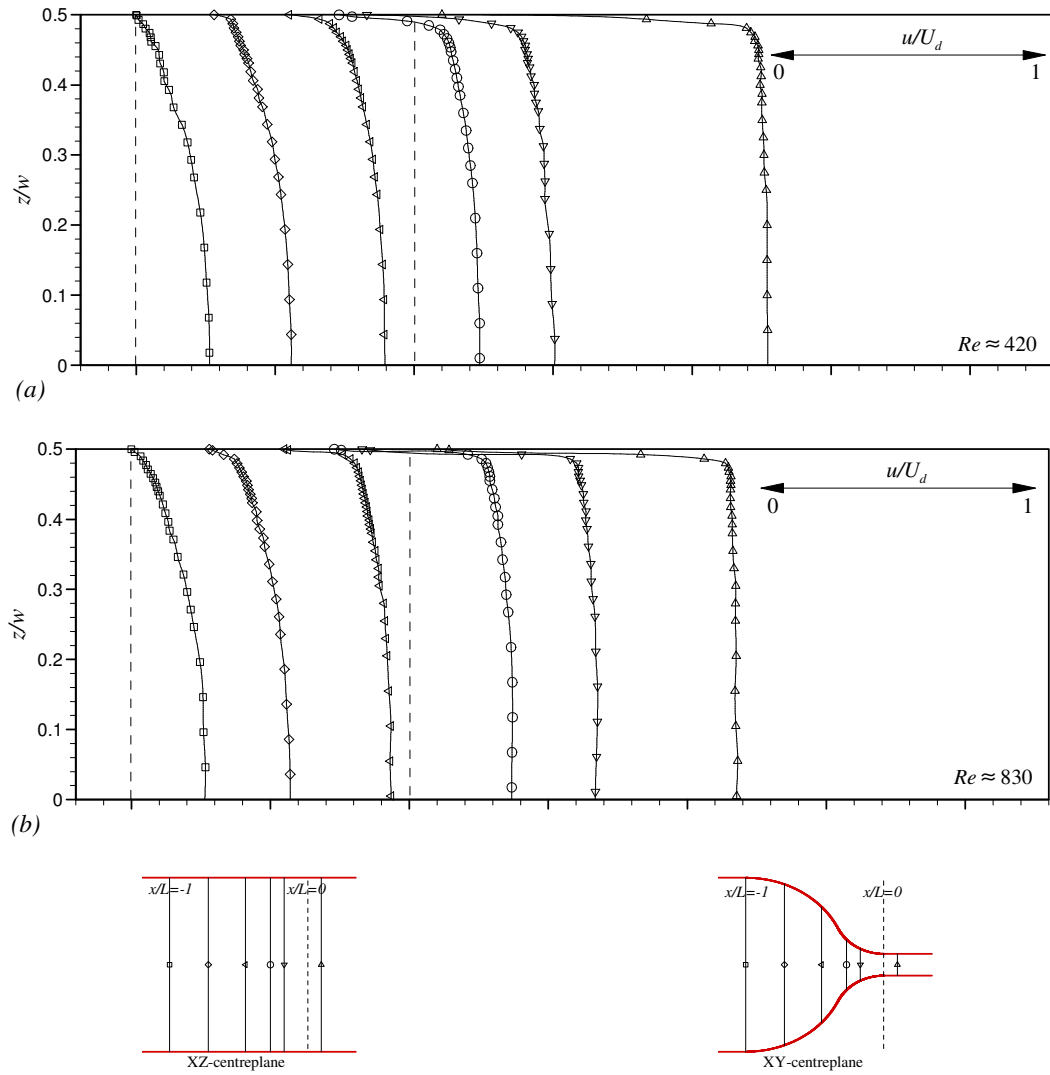 0.5
0.4
0.3
0.2
0.1
0
z/w
u/U_d
0 1
Re ≈ 420
(a)
0.5
0.4
0.3
0.2
0.1
0
z/w
u/U_d
0 1
Re ≈ 830
(b)
x/L=-1 x/L=0
XZ-centreplane
x/L=-1 x/L=0
XY-centreplane